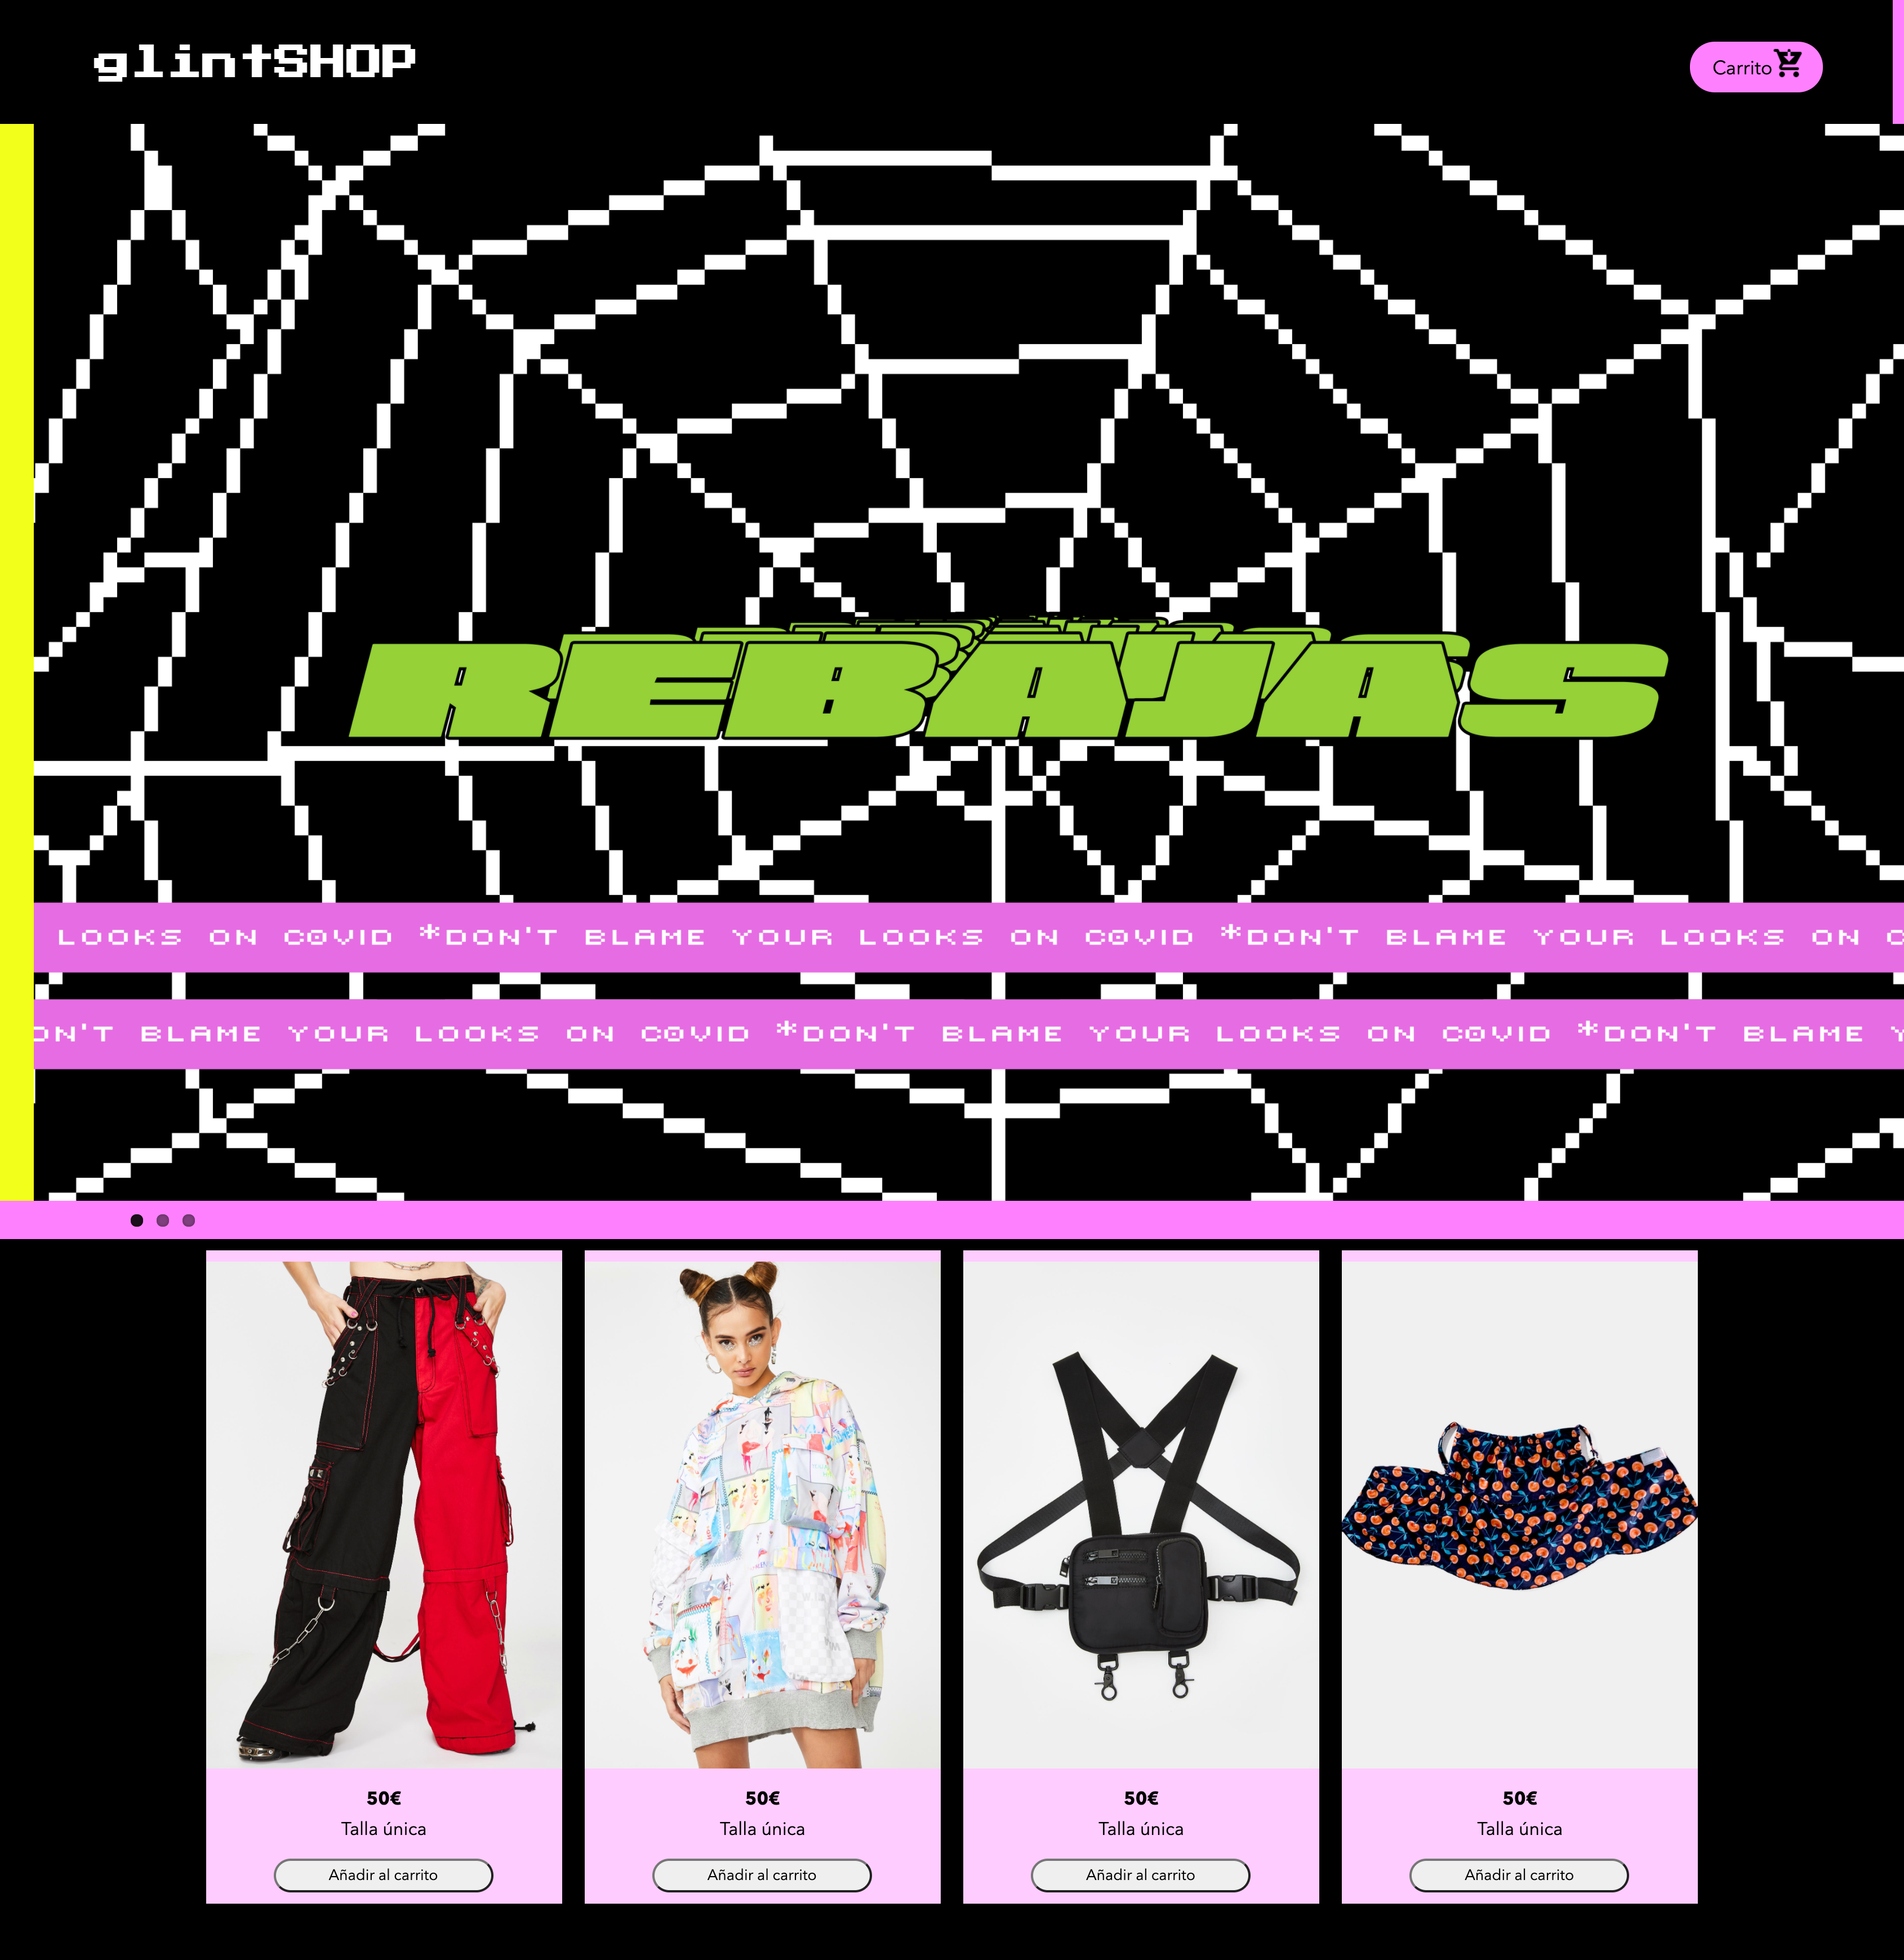 glintSHOP
Carrito
REBAJAS
LOOKS ON COVID *DON'T BLAME YOUR LOOKS ON COVID *DON'T BLAME YOUR LOOKS ON
BLAME YOUR LOOKS ON COVID *DON'T BLAME YOUR LOOKS ON COVID *DON'T BLAME
50€
Talla única
Añadir al carrito
50€
Talla única
Añadir al carrito
50€
Talla única
Añadir al carrito
50€
Talla única
Añadir al carrito